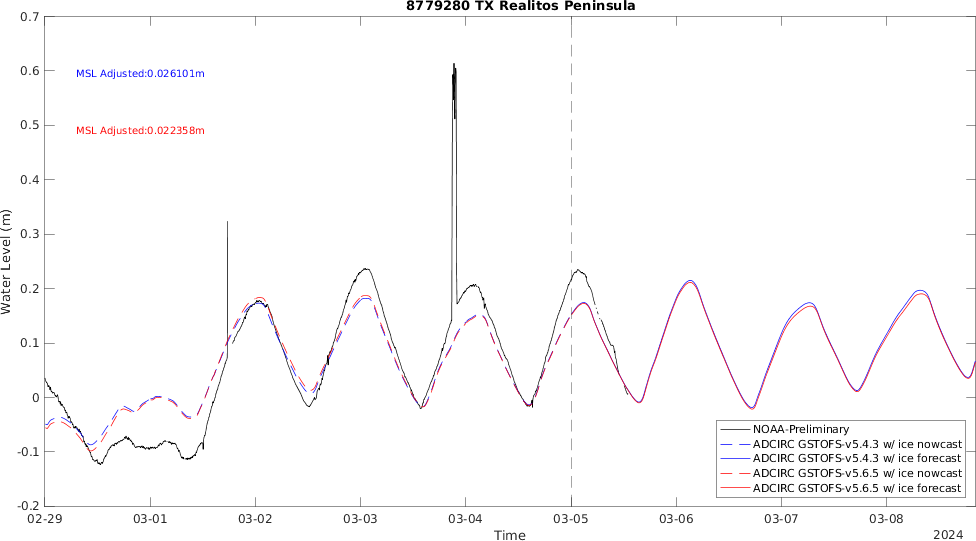 8779280 TX Realitos Peninsula
0.7
0.6
0.5
0.4
0.3
0.2
0.1
0
-0.1
-0.2
Water Level (m)
MSL Adjusted:0.026101m
MSL Adjusted:0.022358m
NOAA-Preliminary
ADCIRC GSTOFS-v5.4.3 w/ ice nowcast
ADCIRC GSTOFS-v5.4.3 w/ ice forecast
ADCIRC GSTOFS-v5.6.5 w/ ice nowcast
ADCIRC GSTOFS-v5.6.5 w/ ice forecast
02-29 03-01 03-02 03-03 03-04 03-05 03-06 03-07 03-08
Time
2024